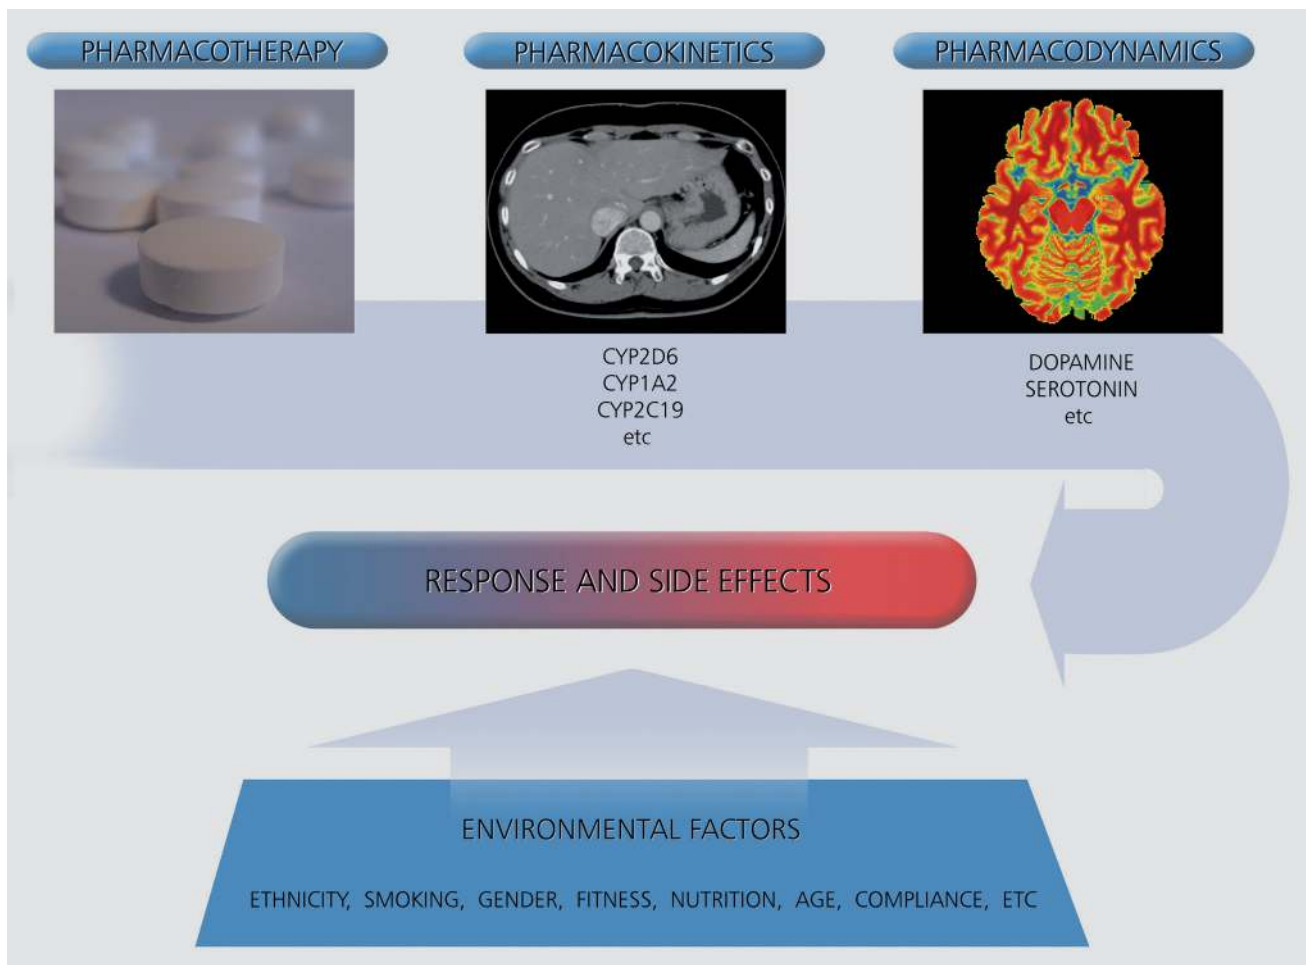 PHARMACOTHERAPY
PHARMACOKINETICS
PHARMACODYNAMICS
CYP2D6
CYP1A2
CYP2C19
etc
DOPAMINE
SEROTONIN
etc
RESPONSE AND SIDE EFFECTS
ENVIRONMENTAL FACTORS
ETHNICITY, SMOKING, GENDER, FITNESS, NUTRITION, AGE, COMPLIANCE, ETC